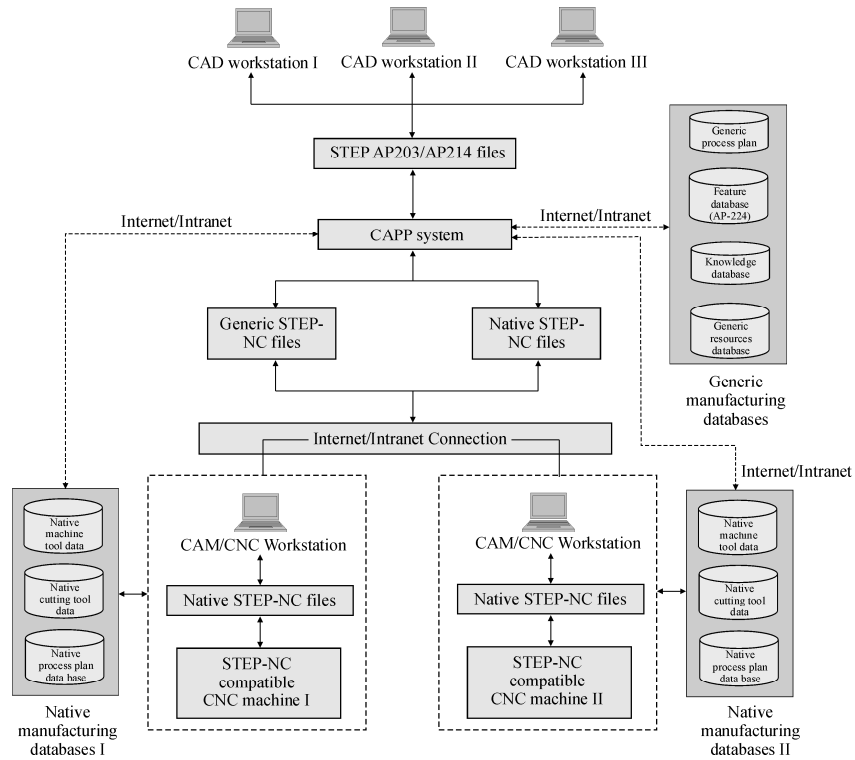 CAD workstation I
CAD workstation II
CAD workstation III
STEP AP203/AP214 files
Internet/Intranet
CAPP system
Internet/Intranet
Generic
process plan
Feature
database
(AP-224)
Knowledge
database
Generic
resources
database
Generic
manufacturing
databases
Generic STEP-
NC files
Native STEP-
NC files
Internet/Intranet Connection
Internet/Intranet
Native
machine
tool data
Native
cutting tool
data
Native
process plan
data base
Native
manufacturing
databases I
CAM/CNC Workstation
Native STEP-NC files
STEP-NC
compatible
CNC machine I
CAM/CNC Workstation
Native STEP-NC files
STEP-NC
compatible
CNC machine II
Native
machine
tool data
Native
cutting tool
data
Native
process plan
data base
Native
manufacturing
databases II